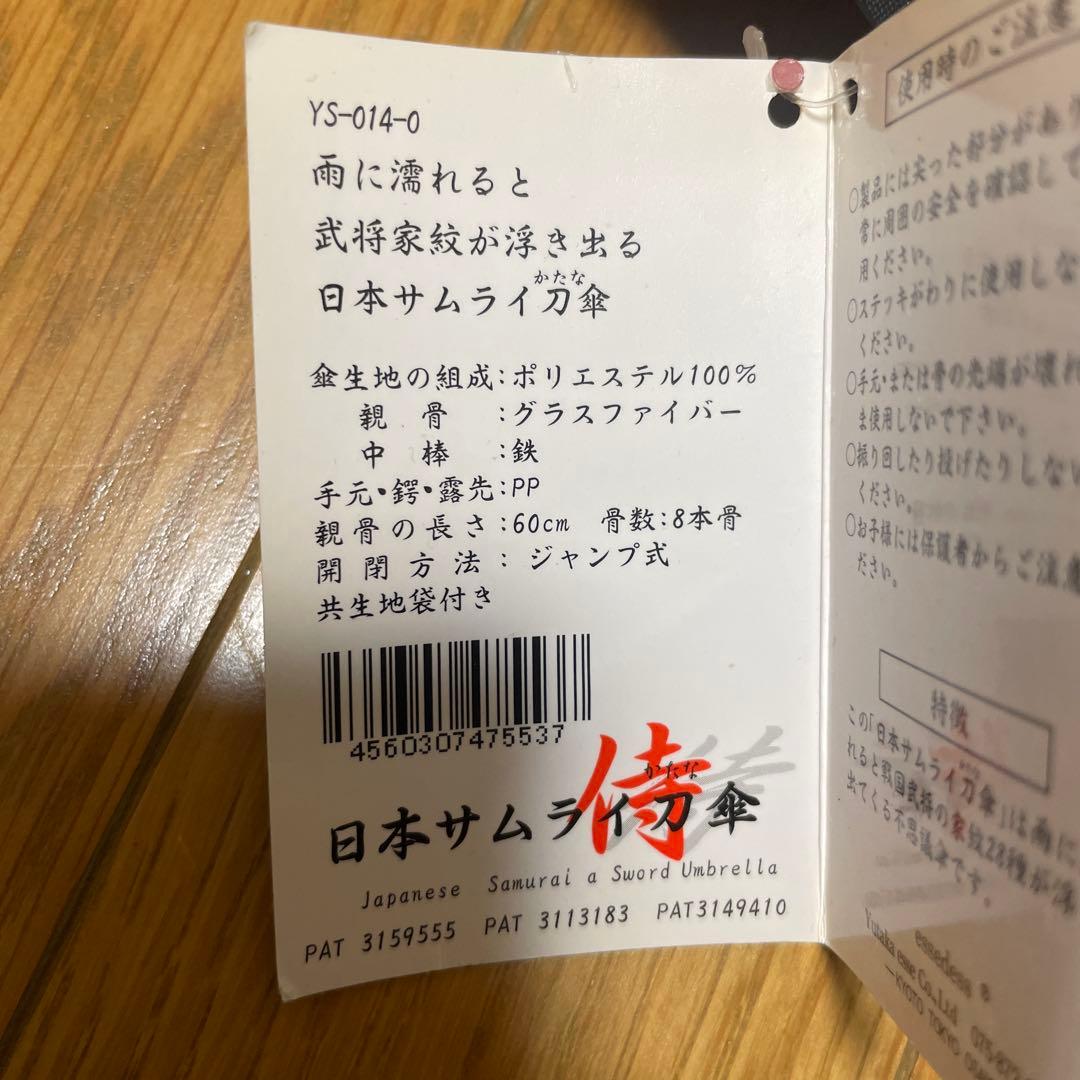 YS-014-0
雨に濡れると
武将家紋が浮き出る
かたな
日本サムライ刀傘
傘生地の組成:ポリエステル100%
親 骨 :グラスファイバー
中 棒 :鉄
手元・鍔・露先:PP
親骨の長さ:60cm 骨数:8本骨
開閉方法:ジャンプ式
共生地袋付き
4560307475537
侍
かたな
日本サムライ刀傘
Japanese Samurai a Sword Umbrella
PAT 3159555 PAT 3113183 PAT3149410
使用時のご注意
○製品には尖った部分があ
常に周囲の安全を確認して
用ください。
○ステッキがわりに使用しな
ください。
○手元・または骨の先端が壊れ
ま使用しないで下さい。
○振り回したり投げたりしない
ください。
○お子様には保護者からご注意
ださい。
特徴
この「日本サムライ刀傘」は雨に
れると戦国武将の家紋28種が浮
出てくる不思議傘です。
essedess ®
Yutaka esse Co.,Ltd 075-
—KYOTO TOKYO